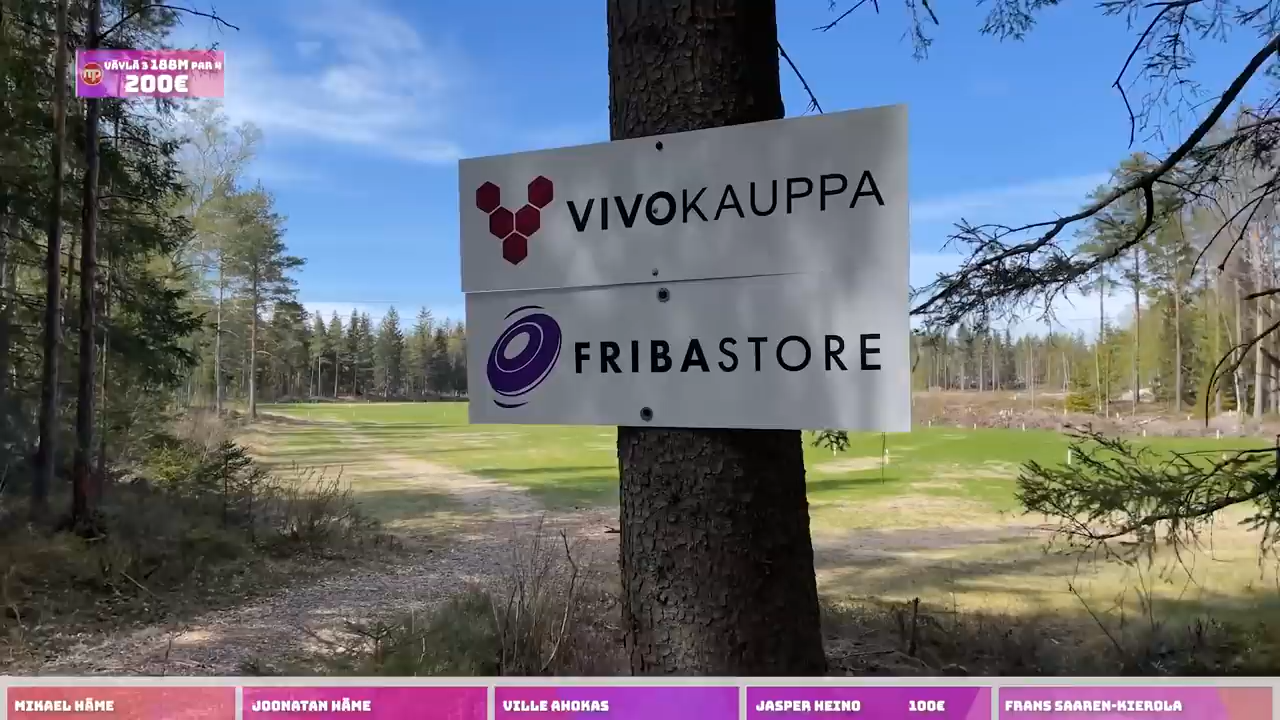 VÄYLÄ 3 188M PAR 4
200€
VIVOKAUPPA
FRIBASTORE
MIKAEL HÄME
JOONATAN HÄME
VILLE AHOKAS
JASPER HEINO 100€
FRANS SAAREN-KIEROLA